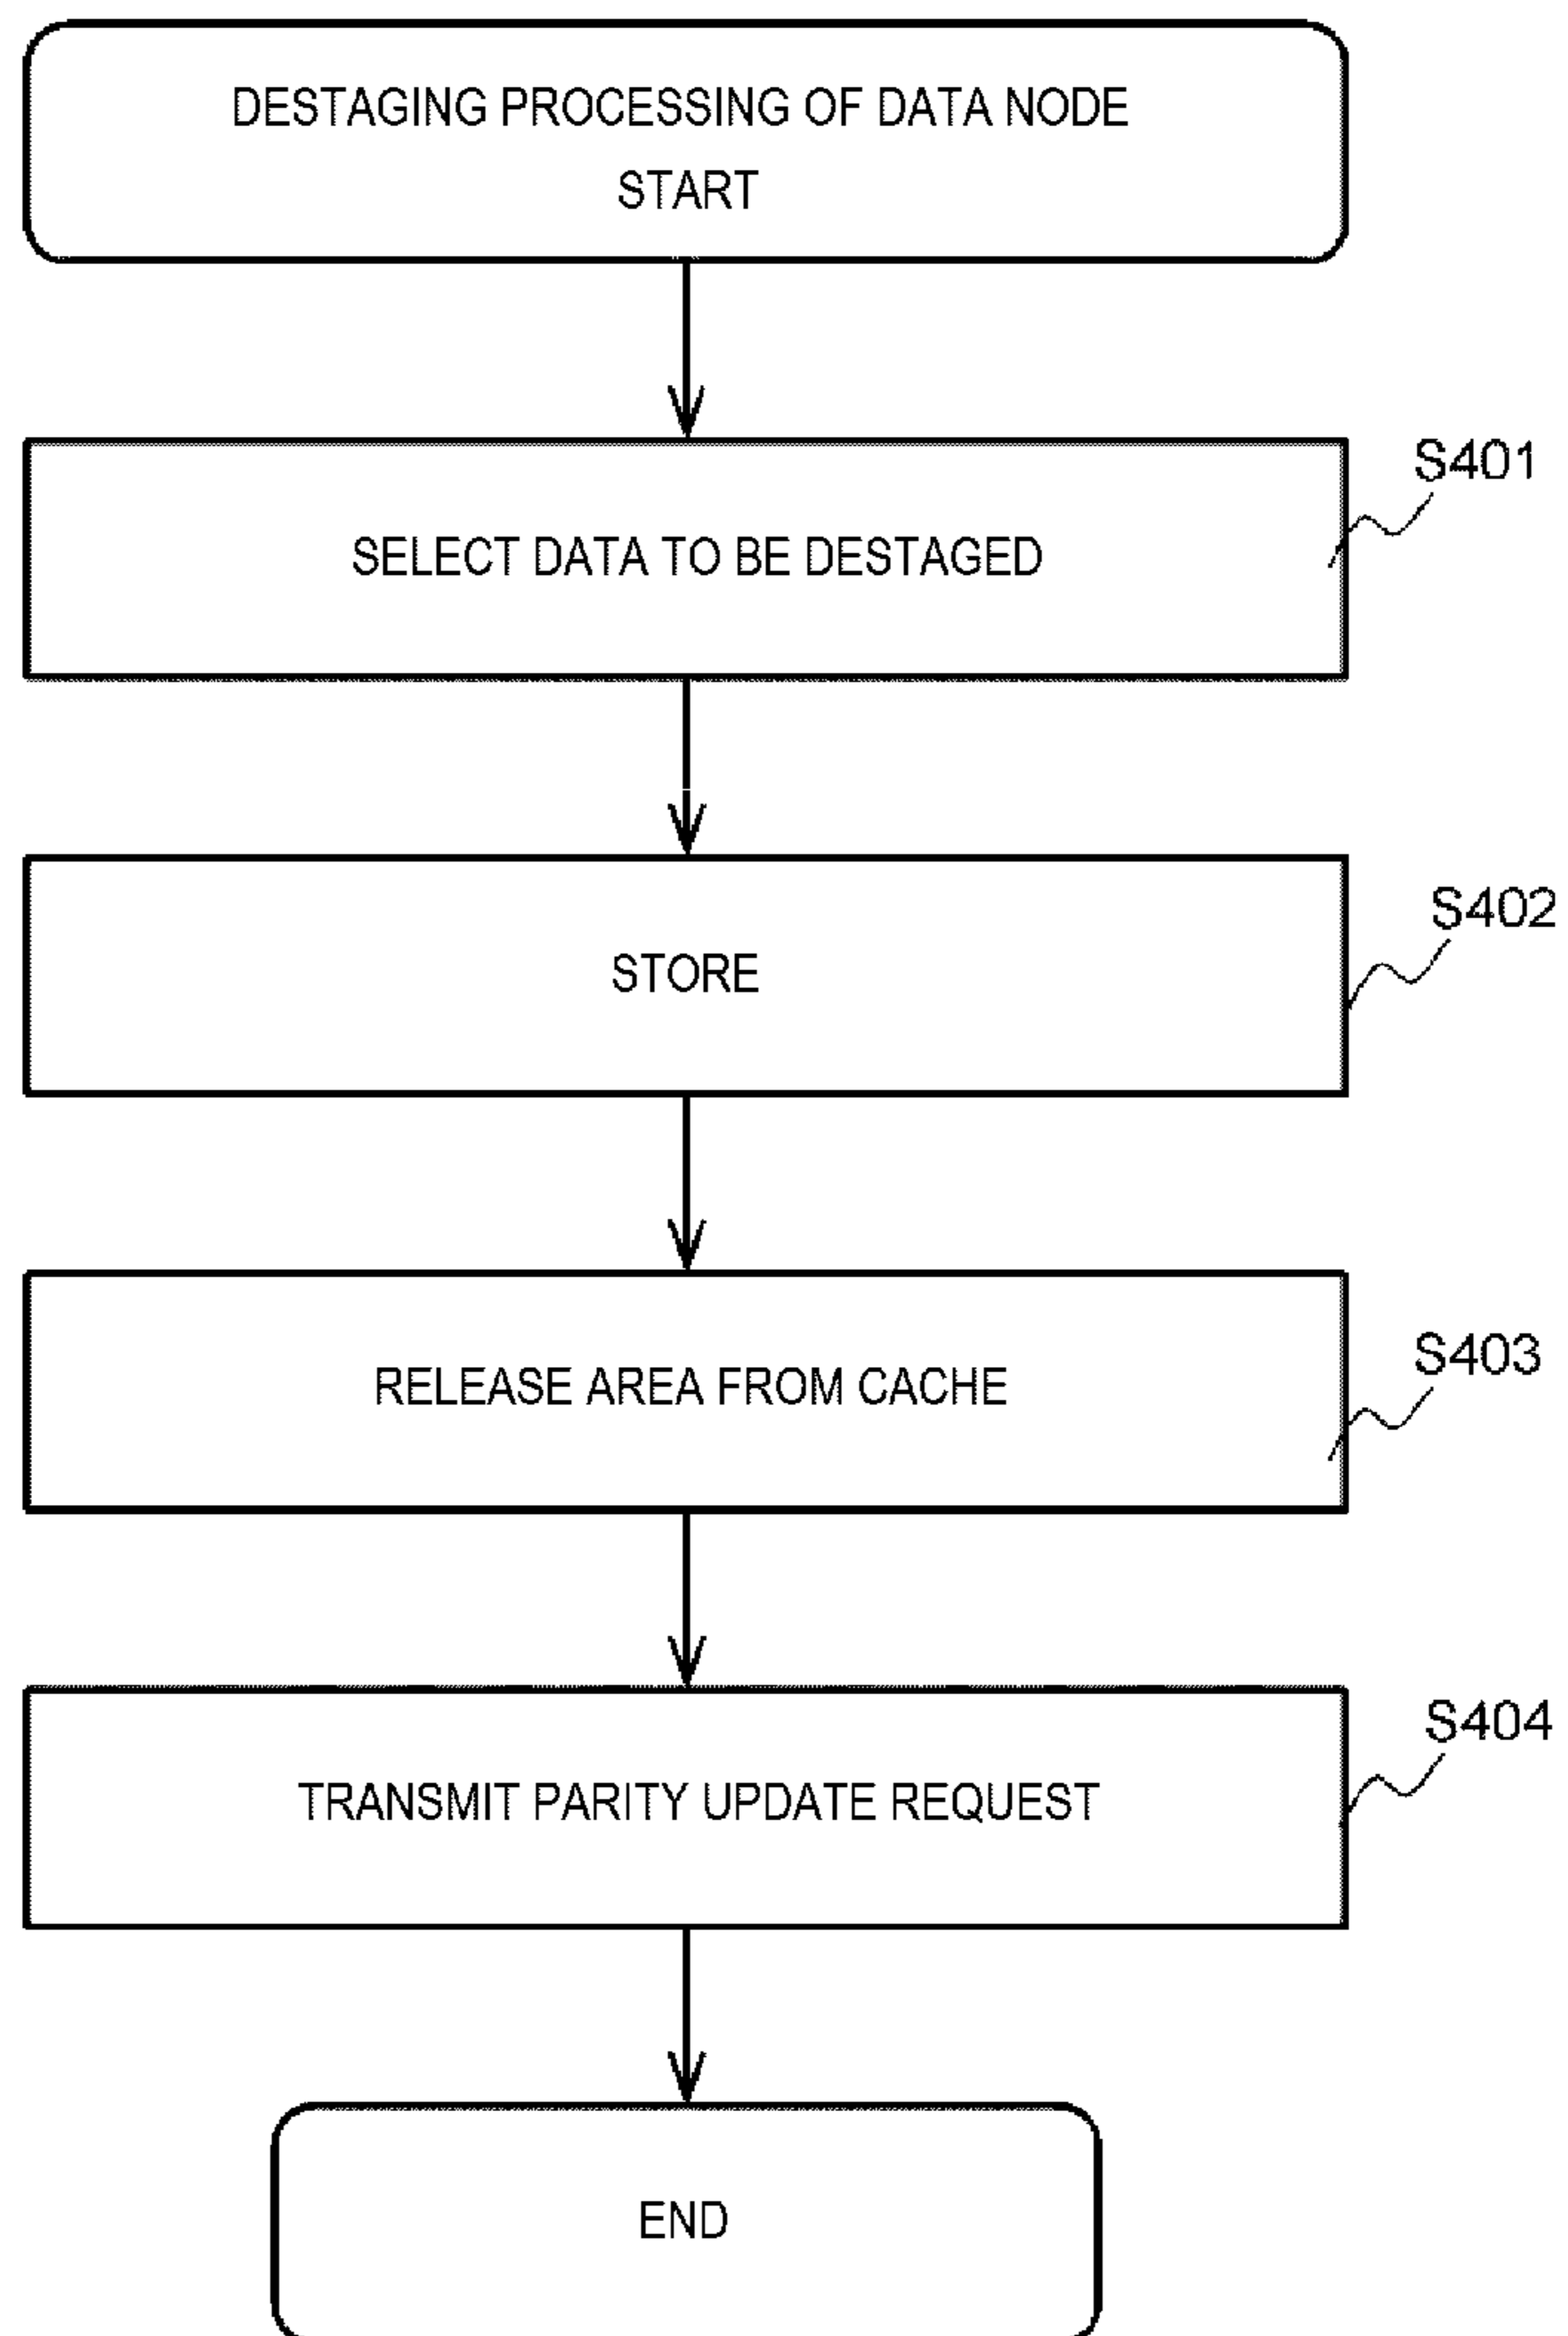 DESTAGING PROCESSING OF DATA NODE
START
S401
SELECT DATA TO BE DESTAGED
S402
STORE
S403
RELEASE AREA FROM CACHE
S404
TRANSMIT PARITY UPDATE REQUEST
END